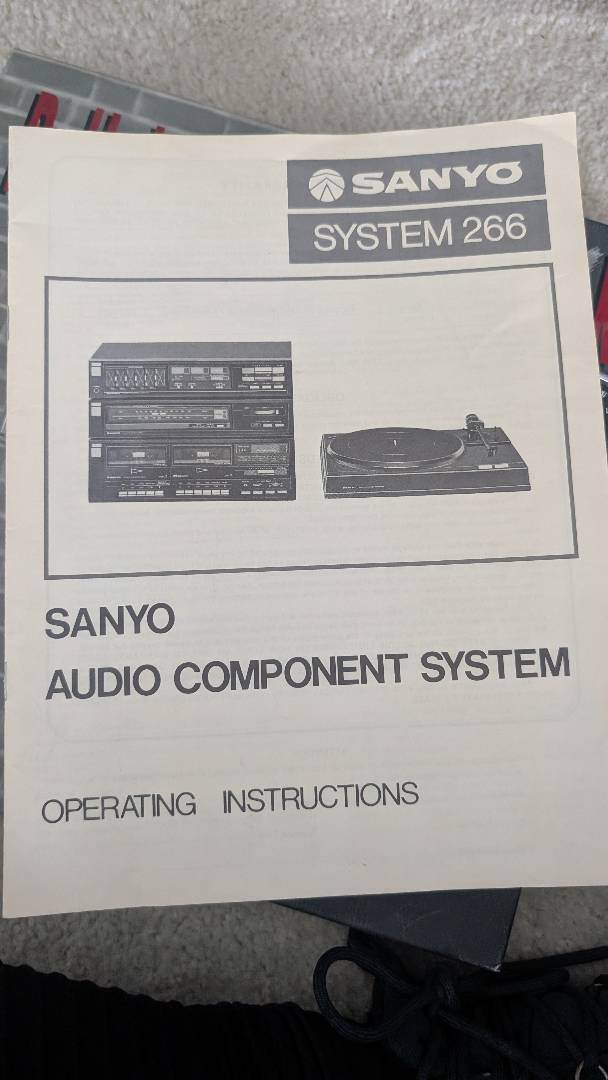 SANYO
SYSTEM 266
SANYO
AUDIO COMPONENT SYSTEM
OPERATING INSTRUCTIONS